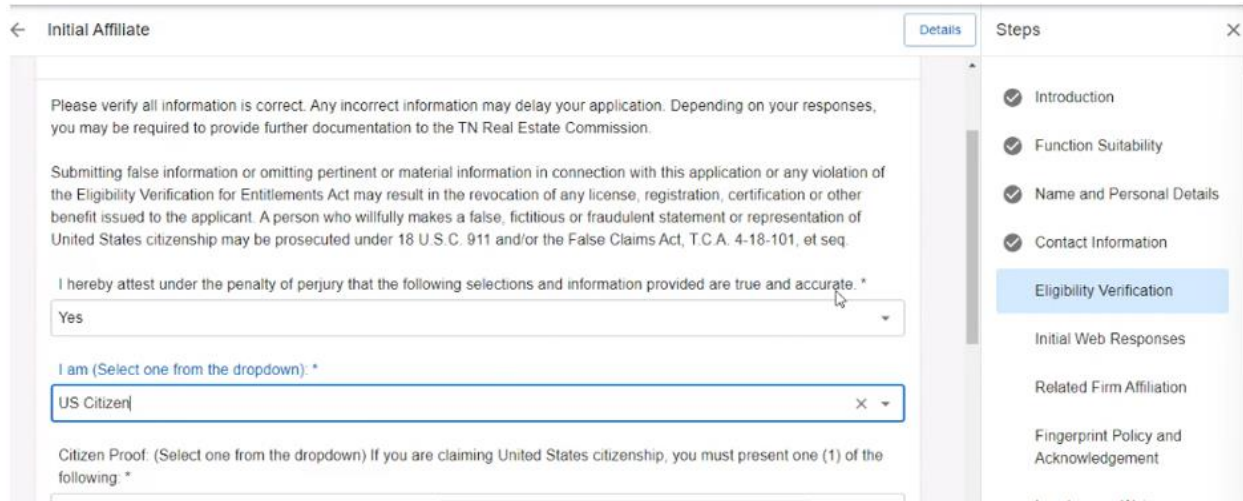 Initial Affiliate
Details
Please verify all information is correct. Any incorrect information may delay your application. Depending on your responses,
you may be required to provide further documentation to the TN Real Estate Commission.
Submitting false information or omitting pertinent or material information in connection with this application or any violation of
the Eligibility Verification for Entitlements Act may result in the revocation of any license, registration, certification or other
benefit issued to the applicant. A person who willfully makes a false, fictitious or fraudulent statement or representation of
United States citizenship may be prosecuted under 18 U.S.C. 911 and/or the False Claims Act, T.C.A. 4-18-101, et seq.
I hereby attest under the penalty of perjury that the following selections and information provided are true and accurate. *
Yes
I am (Select one from the dropdown): *
US Citizen
Citizen Proof: (Select one from the dropdown) If you are claiming United States citizenship, you must present one (1) of the
following: *
Steps
Introduction
Function Suitability
Name and Personal Details
Contact Information
Eligibility Verification
Initial Web Responses
Related Firm Affiliation
Fingerprint Policy and
Acknowledgement